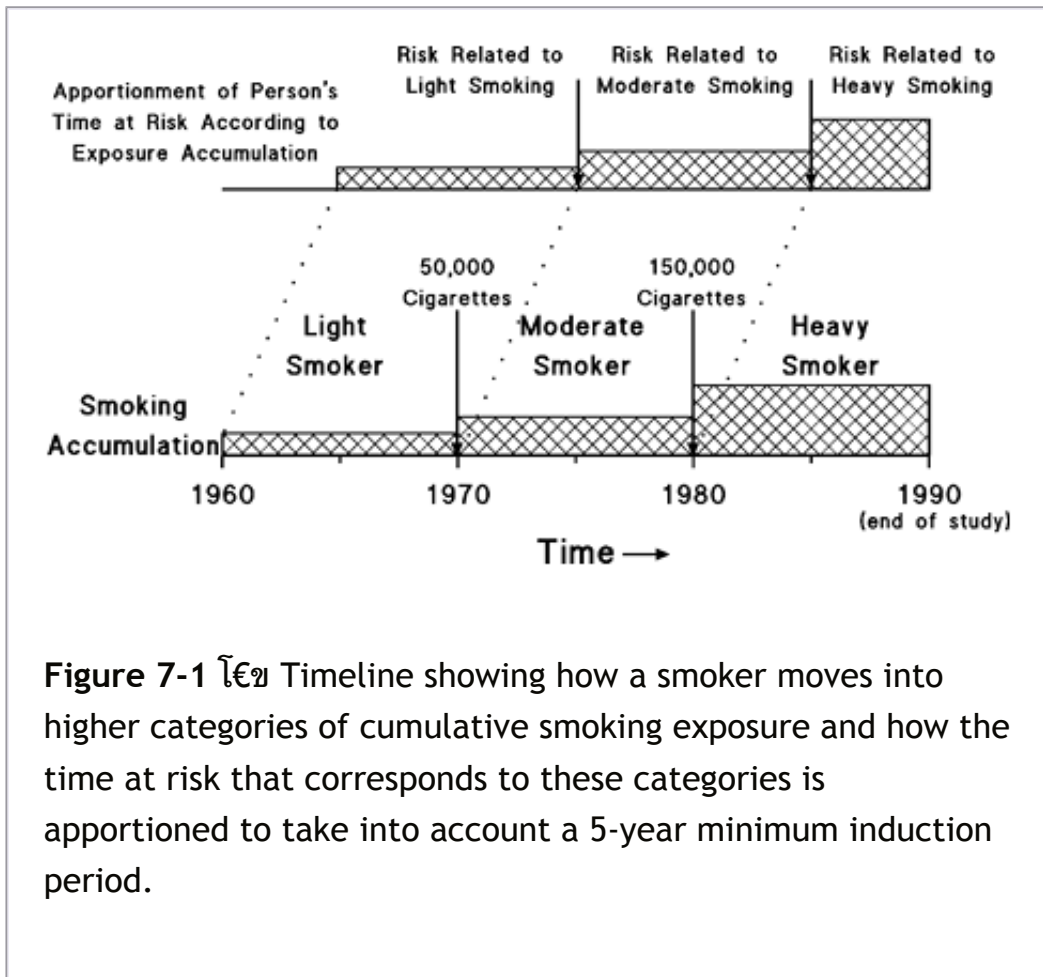 Risk Related to
Light Smoking
Risk Related to
Moderate Smoking
Risk Related to
Heavy Smoking
Apportionment of Person's
Time at Risk According to
Exposure Accumulation
50,000
Cigarettes
150,000
Cigarettes
Light
Smoker
Moderate
Smoker
Heavy
Smoker
Smoking
Accumulation
1960
1970
1980
1990
(end of study)
Time
Figure 7-1 โ€ข Timeline showing how a smoker moves into
higher categories of cumulative smoking exposure and how the
time at risk that corresponds to these categories is
apportioned to take into account a 5-year minimum induction
period.